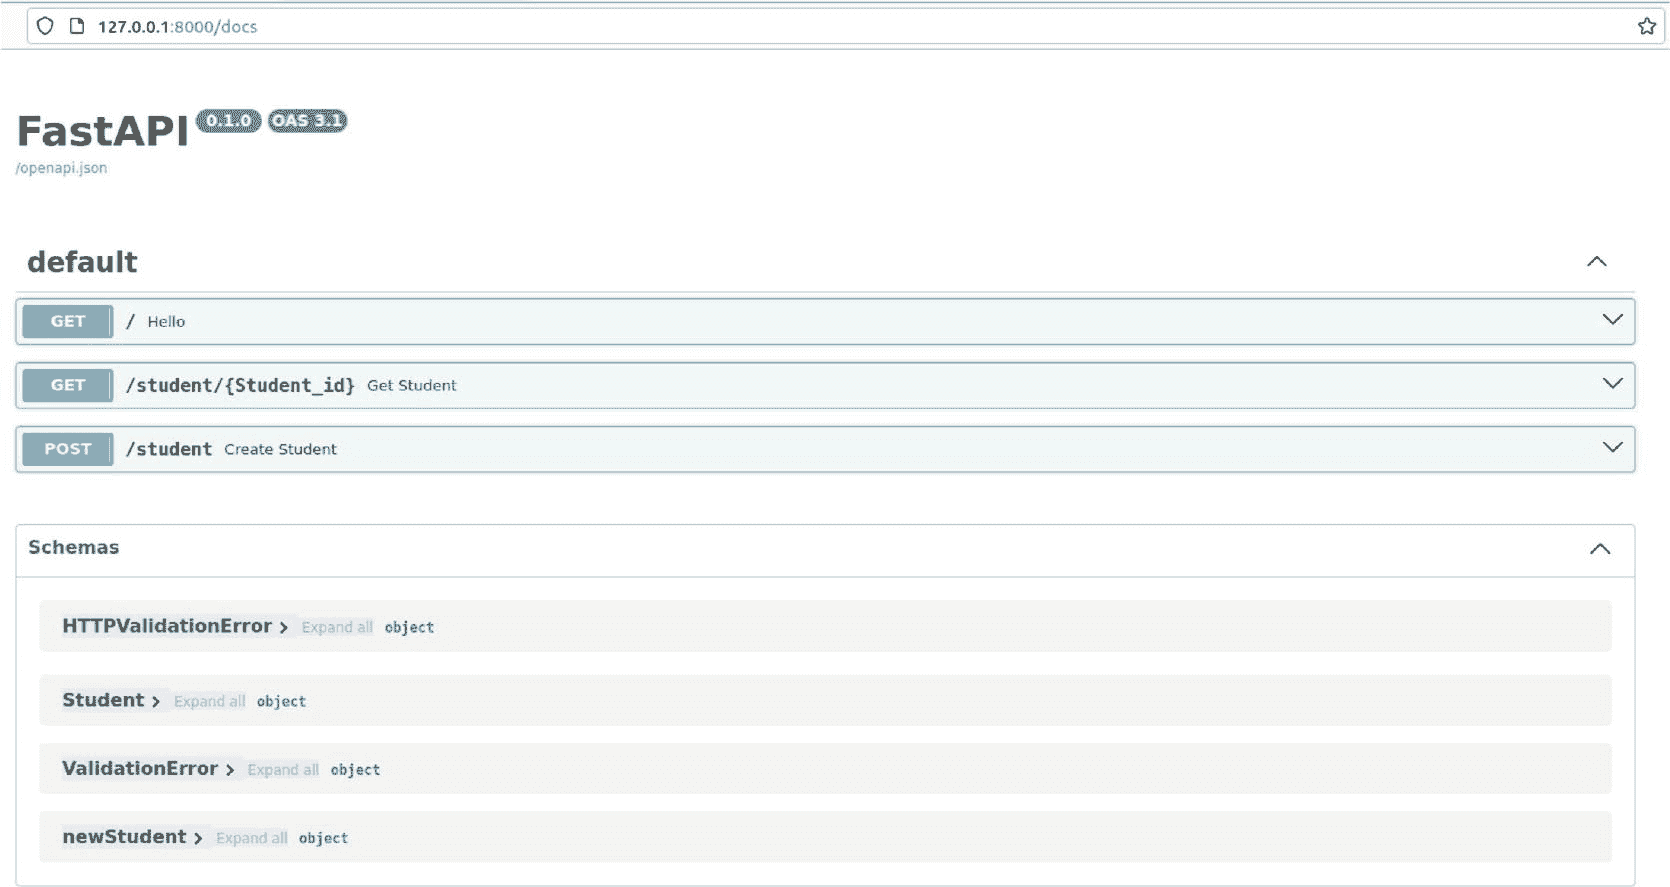 127.0.0.1:8000/docs
FastAPI 0.1.0 OAS 3.1
/openapi.json
default
GET / Hello
GET /student/{Student_id} Get Student
POST /student Create Student
Schemas
HTTPValidationError > Expand all object
Student > Expand all object
ValidationError > Expand all object
newStudent > Expand all object